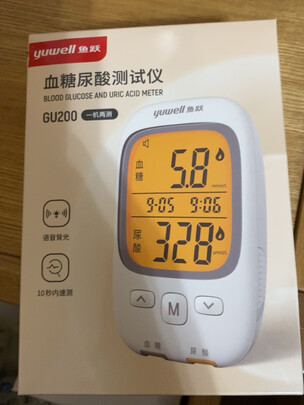 yuwell 鱼跃
血糖尿酸测试仪
BLOOD GLUCOSE AND URIC ACID METER
GU200 一机两测
yuwell 鱼跃
血糖 5.8 mmol/L
9-05 9:06
尿酸 328 μmol/L
语音背光
M
10秒内速测
血糖 尿酸